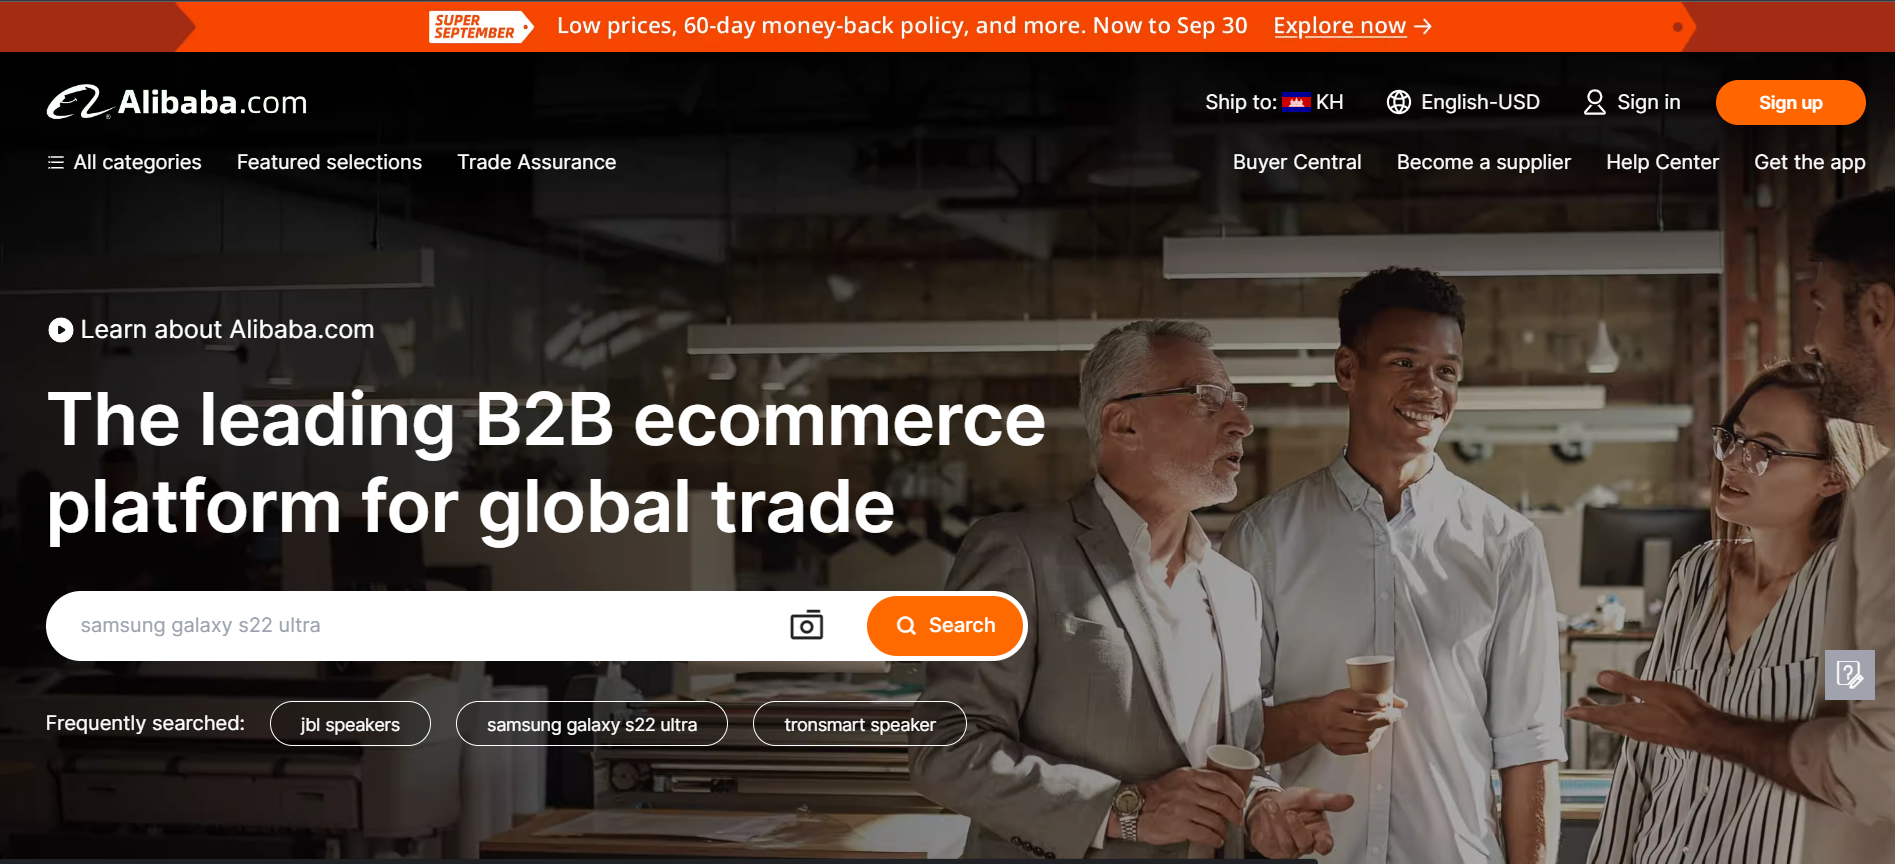 SUPER
SEPTEMBER
Low prices, 60-day money-back policy, and more. Now to Sep 30 Explore now →
Alibaba.com
Ship to: KH
English-USD
Sign in
Sign up
All categories
Featured selections
Trade Assurance
Buyer Central
Become a supplier
Help Center
Get the app
Learn about Alibaba.com
The leading B2B ecommerce
platform for global trade
samsung galaxy s22 ultra
Search
Frequently searched:
jbl speakers
samsung galaxy s22 ultra
tronsmart speaker